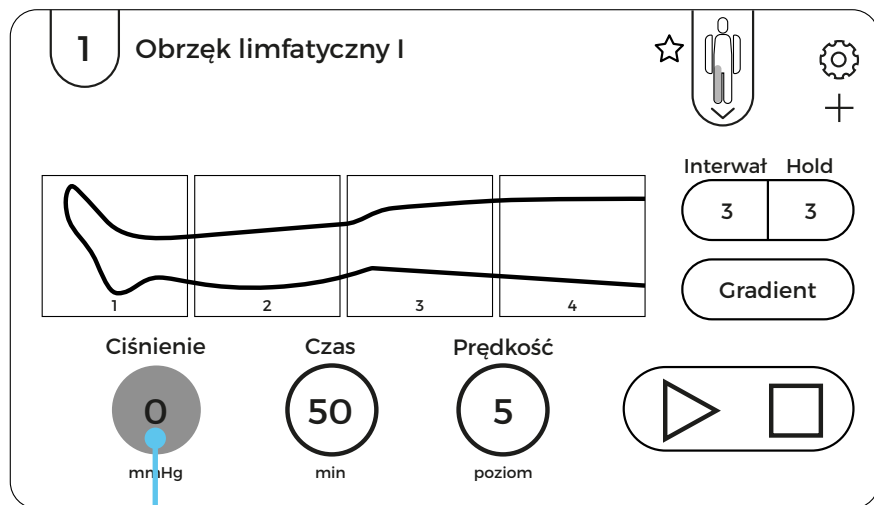 1
Obrzęk limfatyczny I
Interwał Hold
3 3
Gradient
1 2 3 4
Ciśnienie Czas Prędkość
0 50 5
mmHg min poziom